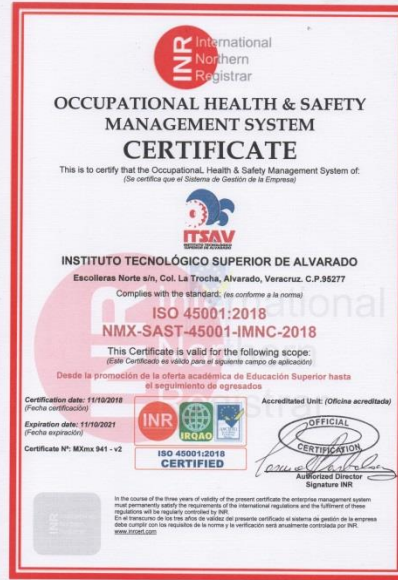 INR International
Northern
Registrar
OCCUPATIONAL HEALTH & SAFETY
MANAGEMENT SYSTEM
CERTIFICATE
This is to certify that the OccupationaL Health & Safety Management System of:
(Se certifica que el Sistema de Gestión de la Empresa)
ITSAV
INSTITUTO TECNOLÓGICO
SUPERIOR DE ALVARADO
INSTITUTO TECNOLÓGICO SUPERIOR DE ALVARADO
Escolleras Norte s/n, Col. La Trocha, Alvarado, Veracruz. C.P.95277
Complies with the standard: (es conforme a la norma)
ISO 45001:2018
NMX-SAST-45001-IMNC-2018
This Certificate is valid for the following scope:
(Este Certificado es válido para el siguiente campo de aplicación)
Desde la promoción de la oferta académica de Educación Superior hasta
el seguimiento de egresados
Certification date: 11/10/2018
(Fecha certificación)
Expiration date: 11/10/2021
(Fecha expiración)
Certificate Nº: MXmx 941 - v2
INR
IRQAO
ISO 45001:2018
CERTIFIED
Accreditated Unit: (Oficina acreditada)
OFFICIAL
CERTIFICATION
Authorized Director
Signature INR
INR
In the course of the three years of validity of the present certificate the enterprise management system
must permanently satisfy the requirements of the international regulations and the fulfilment of these
regulations will be regularly controlled by INR.
En el transcurso de los tres años de validez del presente certificado el sistema de gestión de la empresa
debe cumplir con los requisitos de la norma y la verificación será anualmente controlada por INR.
www.inrcert.com